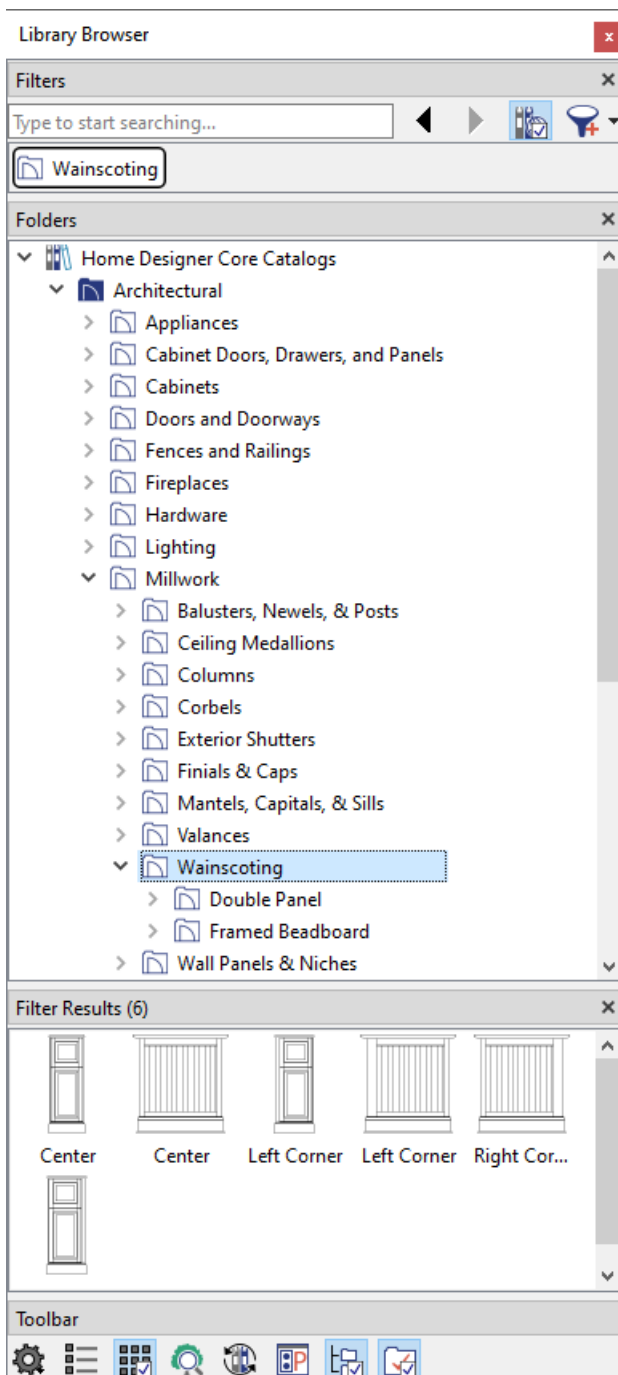 Library Browser
x
Filters
Type to start searching...
Wainscoting
Folders
Home Designer Core Catalogs
Architectural
Appliances
Cabinet Doors, Drawers, and Panels
Cabinets
Doors and Doorways
Fences and Railings
Fireplaces
Hardware
Lighting
Millwork
Balusters, Newels, & Posts
Ceiling Medallions
Columns
Corbels
Exterior Shutters
Finials & Caps
Mantels, Capitals, & Sills
Valances
Wainscoting
Double Panel
Framed Beadboard
Wall Panels & Niches
Filter Results (6)
Center Center Left Corner Left Corner Right Cor...
Toolbar
P